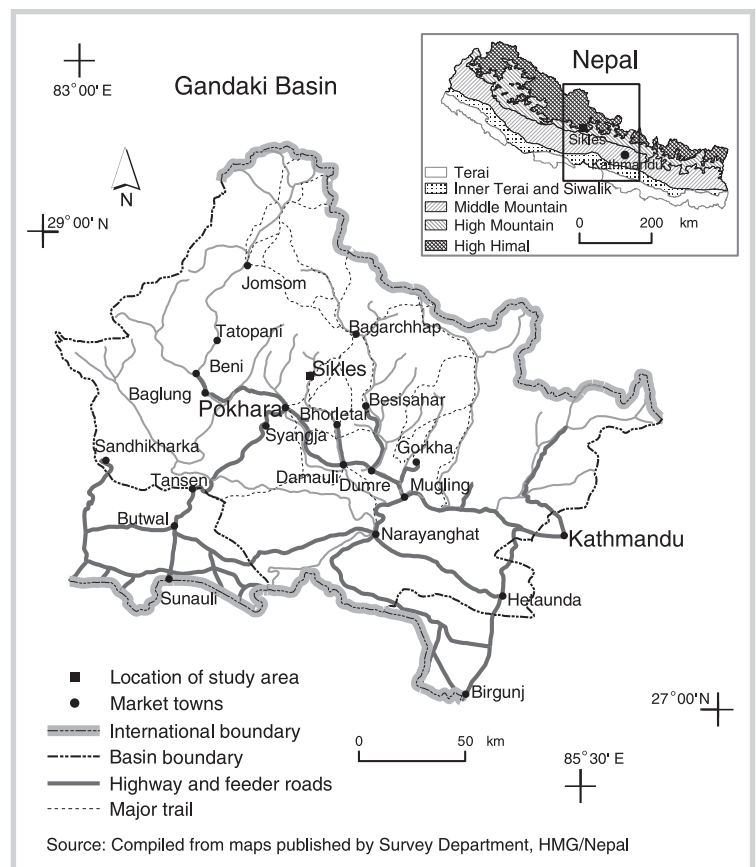 83°00' E
Gandaki Basin
Nepal
Sikles
Kathmandu
Terai
Inner Terai and Siwalik
Middle Mountain
High Mountain
High Himal
0 200 km
N
29°00' N
Jomsom
Tatopani
Bagarchhap
Beni
Sikles
Baglung
Besisahar
Pokhara
Bhorletar
Syangja
Gorkha
Sandhikharka
Damauli
Dumre
Mugling
Tansen
Butwal
Narayanghat
Kathmandu
Sunauli
Hetaunda
Birgunj
Location of study area
Market towns
International boundary
Basin boundary
Highway and feeder roads
Major trail
0 50 km
27°00' N
85°30' E
Source: Compiled from maps published by Survey Department, HMG/Nepal